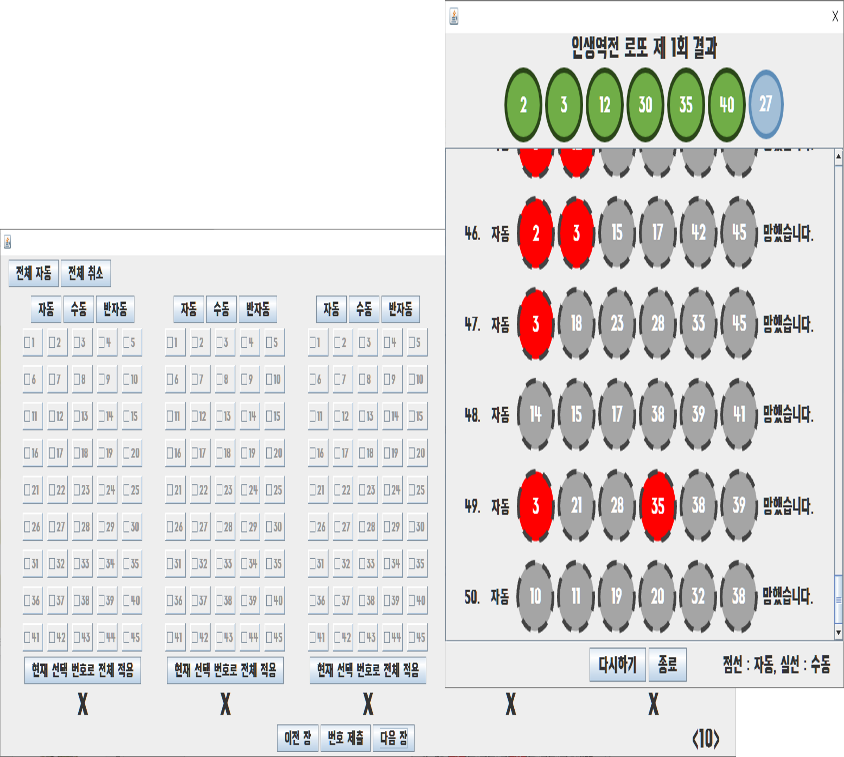 인생역전 로또 제 1회 결과
2 3 12 30 35 40 27
46. 자동 2 3 15 17 42 45 망했습니다.
47. 자동 3 18 23 28 33 45 망했습니다.
48. 자동 14 15 17 38 39 41 망했습니다.
49. 자동 3 21 28 35 38 39 망했습니다.
50. 자동 10 11 19 20 32 38 망했습니다.
다시하기 종료 점선 : 자동, 실선 : 수동
전체 자동 전체 취소
자동 수동 반자동 자동 수동 반자동 자동 수동 반자동
1 2 3 4 5 1 2 3 4 5 1 2 3 4 5
6 7 8 9 10 6 7 8 9 10 6 7 8 9 10
11 12 13 14 15 11 12 13 14 15 11 12 13 14 15
16 17 18 19 20 16 17 18 19 20 16 17 18 19 20
21 22 23 24 25 21 22 23 24 25 21 22 23 24 25
26 27 28 29 30 26 27 28 29 30 26 27 28 29 30
31 32 33 34 35 31 32 33 34 35 31 32 33 34 35
36 37 38 39 40 36 37 38 39 40 36 37 38 39 40
41 42 43 44 45 41 42 43 44 45 41 42 43 44 45
현재 선택 번호로 전체 적용 현재 선택 번호로 전체 적용 현재 선택 번호로 전체 적용
X X X X X
이전 장 번호 제출 다음 장 <10>